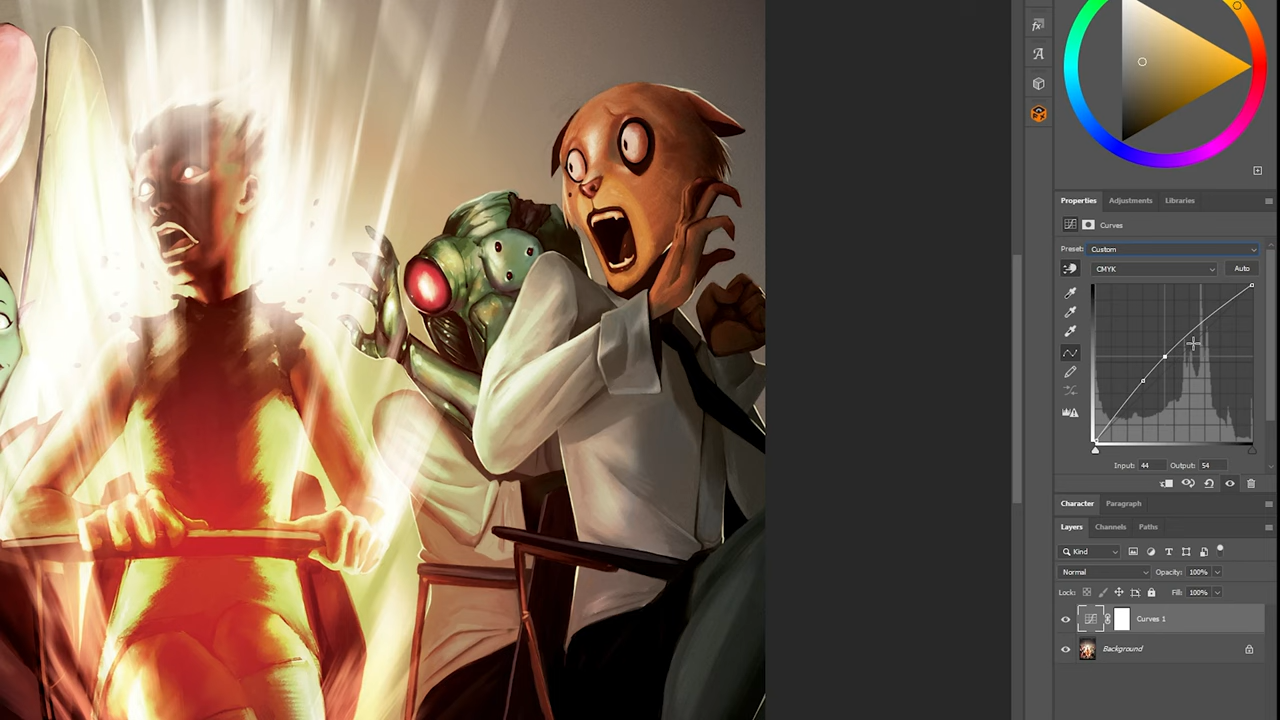 Properties Adjustments Libraries
Curves
Preset: Custom
CMYK Auto
Input: 44 Output: 54
Character Paragraph
Layers Channels Paths
Kind
Normal Opacity: 100%
Lock: Fill: 100%
Curves 1
Background